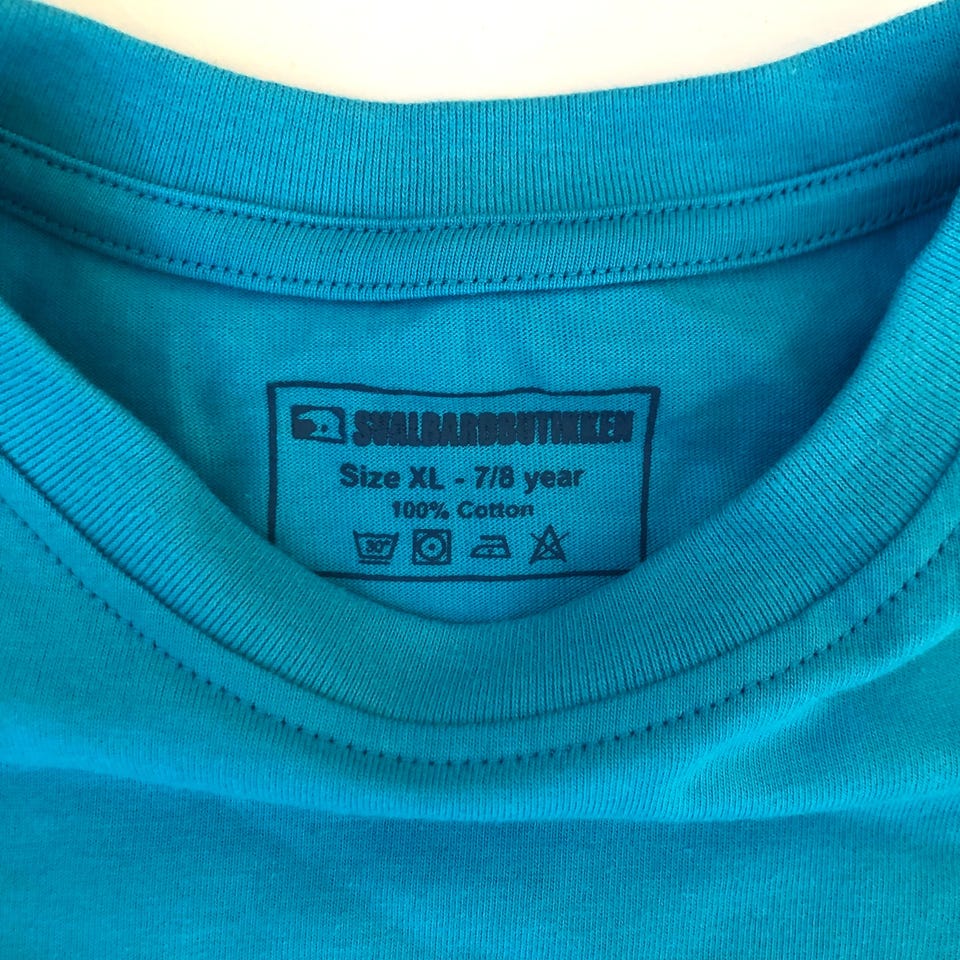 SVALBARDBUTIKKEN
Size XL - 7/8 year
100% Cotton
30°